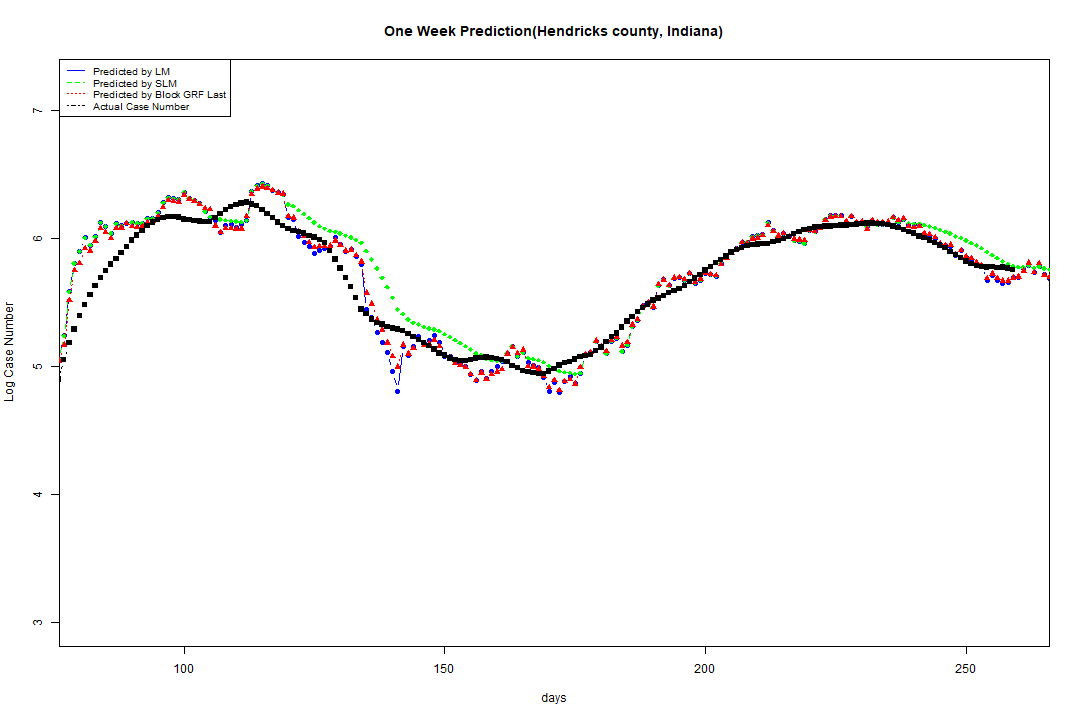 One Week Prediction(Hendricks county, Indiana)
Predicted by LM
Predicted by SLM
Predicted by Block GRF Last
Actual Case Number
7
6
5
4
3
Log Case Number
100 150 200 250
days